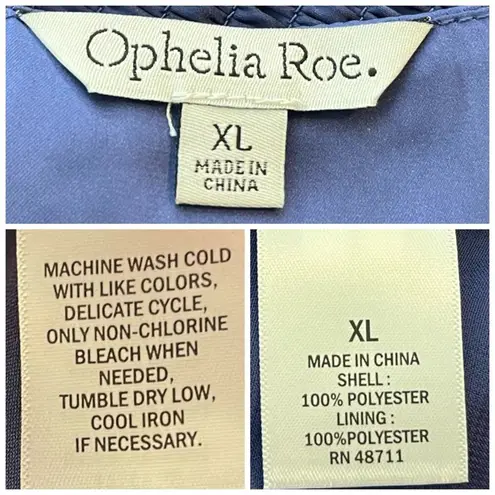 Ophelia Roe.
XL
MADE IN
CHINA
MACHINE WASH COLD
WITH LIKE COLORS,
DELICATE CYCLE,
ONLY NON-CHLORINE
BLEACH WHEN
NEEDED,
TUMBLE DRY LOW,
COOL IRON
IF NECESSARY.
XL
MADE IN CHINA
SHELL :
100% POLYESTER
LINING :
100%POLYESTER
RN 48711